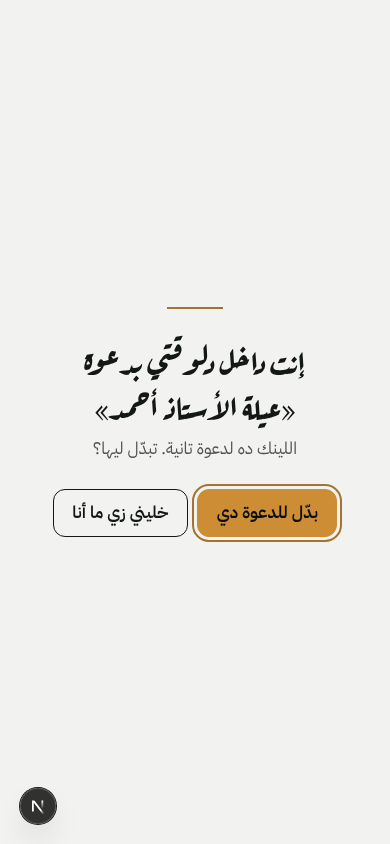 إنت داخل دلوقتي بدعوة
«عيلة الأستاذ أحمد»
اللينك ده لدعوة تانية. تبدّل ليها؟
بدّل للدعوة دي
خليني زي ما أنا
N